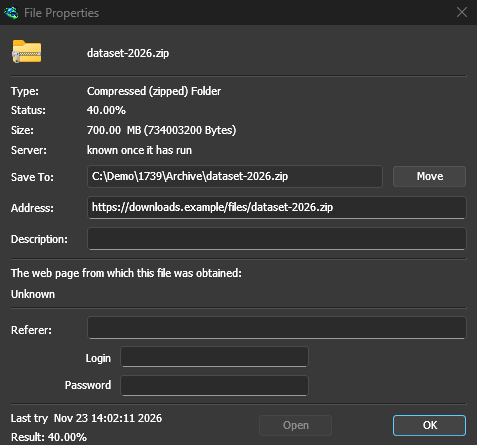 File Properties
dataset-2026.zip
Type: Compressed (zipped) Folder
Status: 40.00%
Size: 700.00 MB (734003200 Bytes)
Server: known once it has run
Save To: C:\Demo\1739\Archive\dataset-2026.zip Move
Address: https://downloads.example/files/dataset-2026.zip
Description:
The web page from which this file was obtained:
Unknown
Referer:
Login
Password
Last try Nov 23 14:02:11 2026
Result: 40.00%
Open OK